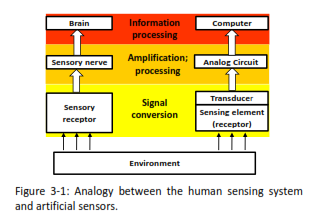 Brain
Information
processing
Computer
Sensory nerve
Amplification;
processing
Analog Circuit
Sensory
receptor
Signal
conversion
Transducer
Sensing element
(receptor)
Environment
Figure 3-1: Analogy between the human sensing system
and artificial sensors.